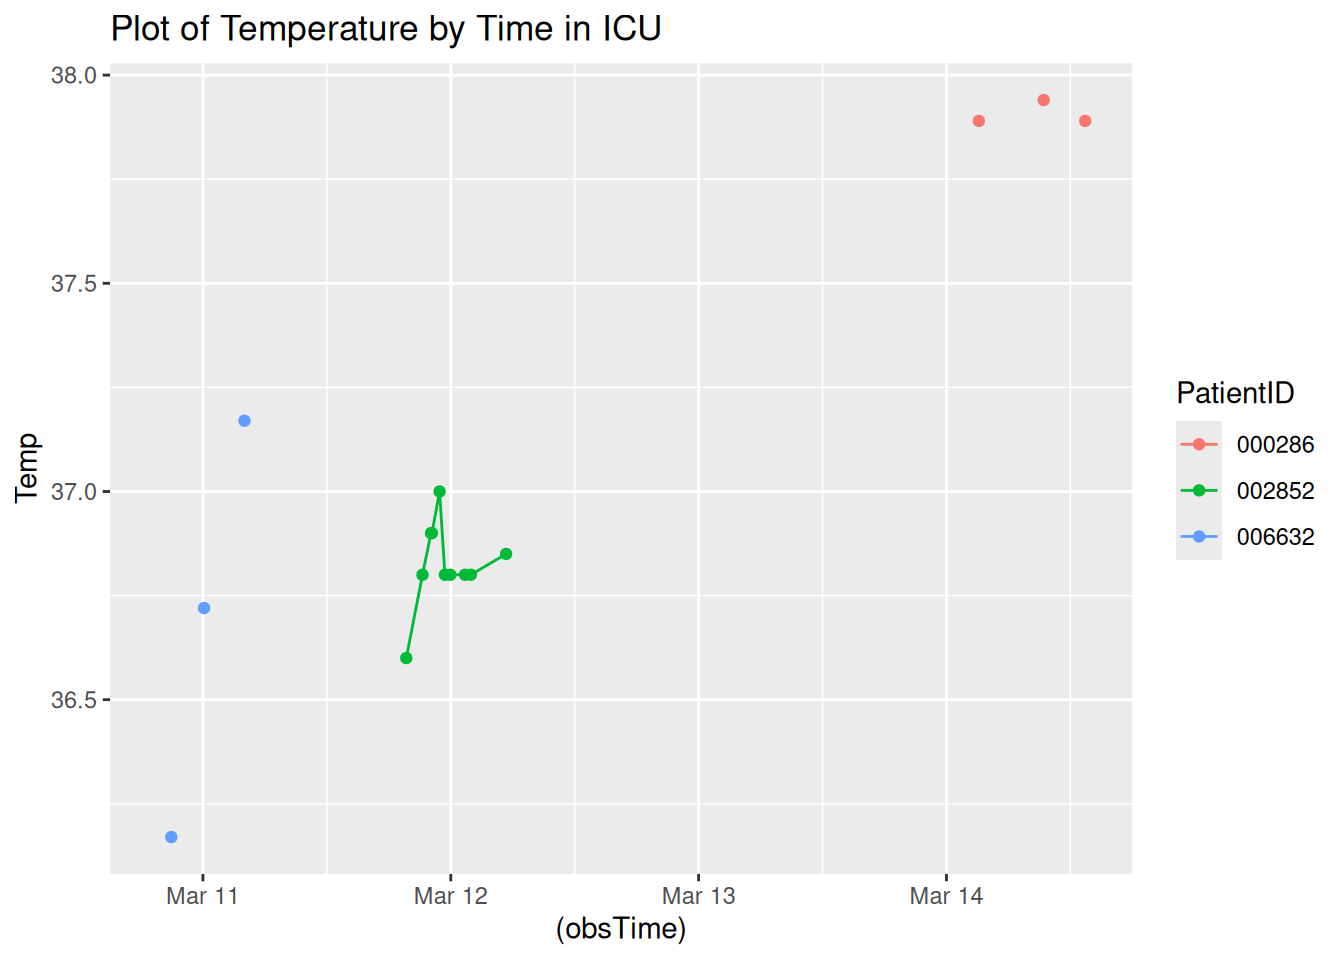 Plot of Temperature by Time in ICU
38.0
37.5
37.0
36.5
Temp
Mar 11
Mar 12
Mar 13
Mar 14
(obsTime)
PatientID
000286
002852
006632